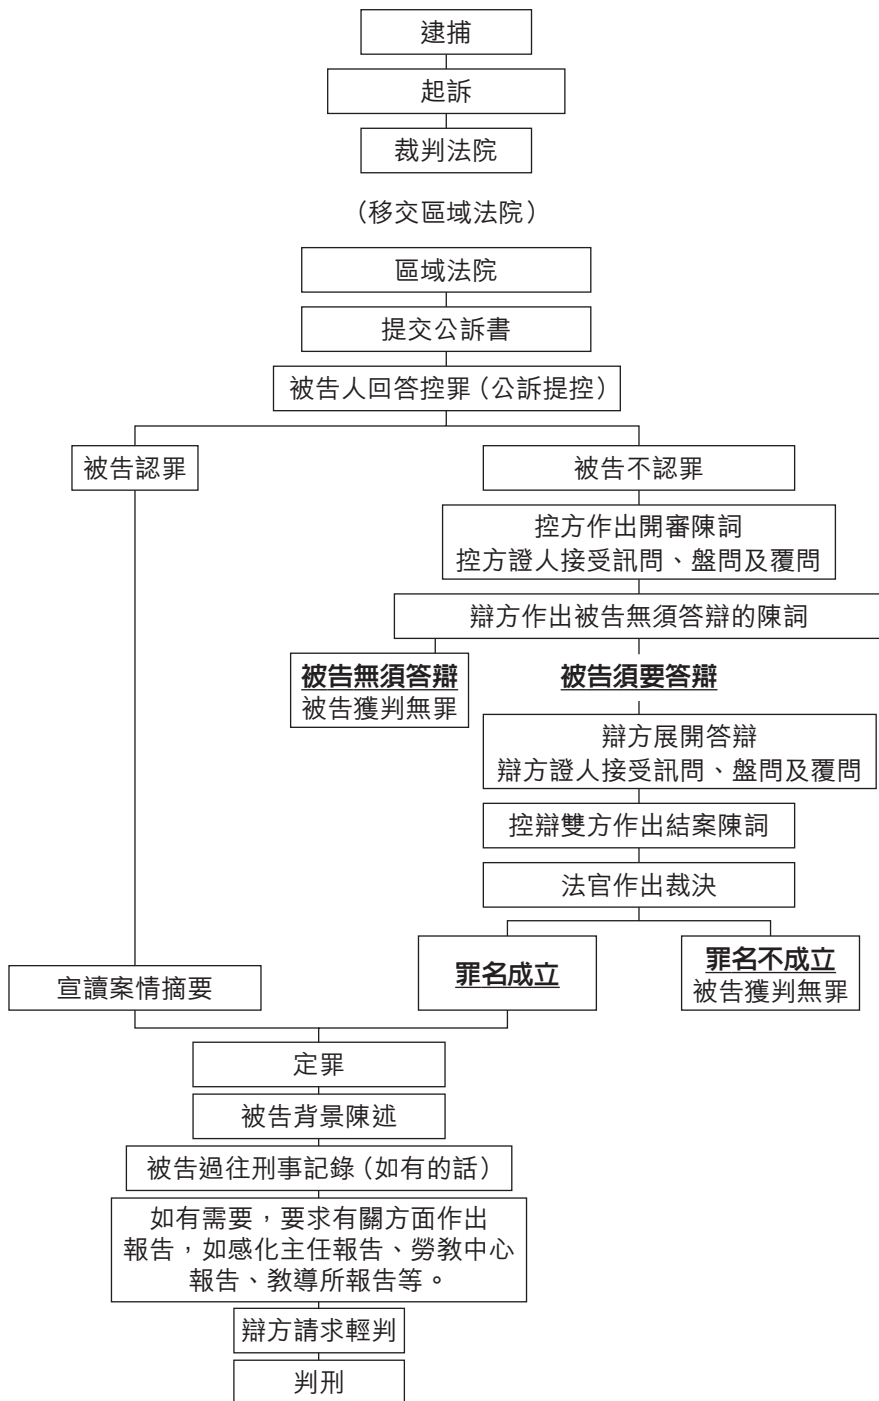 逮捕
起訴
裁判法院
（移交區域法院）
區域法院
提交公訴書
被告人回答控罪（公訴提控）
被告認罪
被告不認罪
控方作出開審陳詞
控方證人接受訊問、盤問及覆問
辯方作出被告無須答辯的陳詞
被告無須答辯
被告獲判無罪
被告須要答辯
辯方展開答辯
辯方證人接受訊問、盤問及覆問
控辯雙方作出結案陳詞
法官作出裁決
宣讀案情摘要
罪名成立
罪名不成立
被告獲判無罪
定罪
被告背景陳述
被告過往刑事記錄（如有的話）
如有需要，要求有關方面作出
報告，如感化主任報告、勞教中心
報告、教導所報告等。
辯方請求輕判
判刑